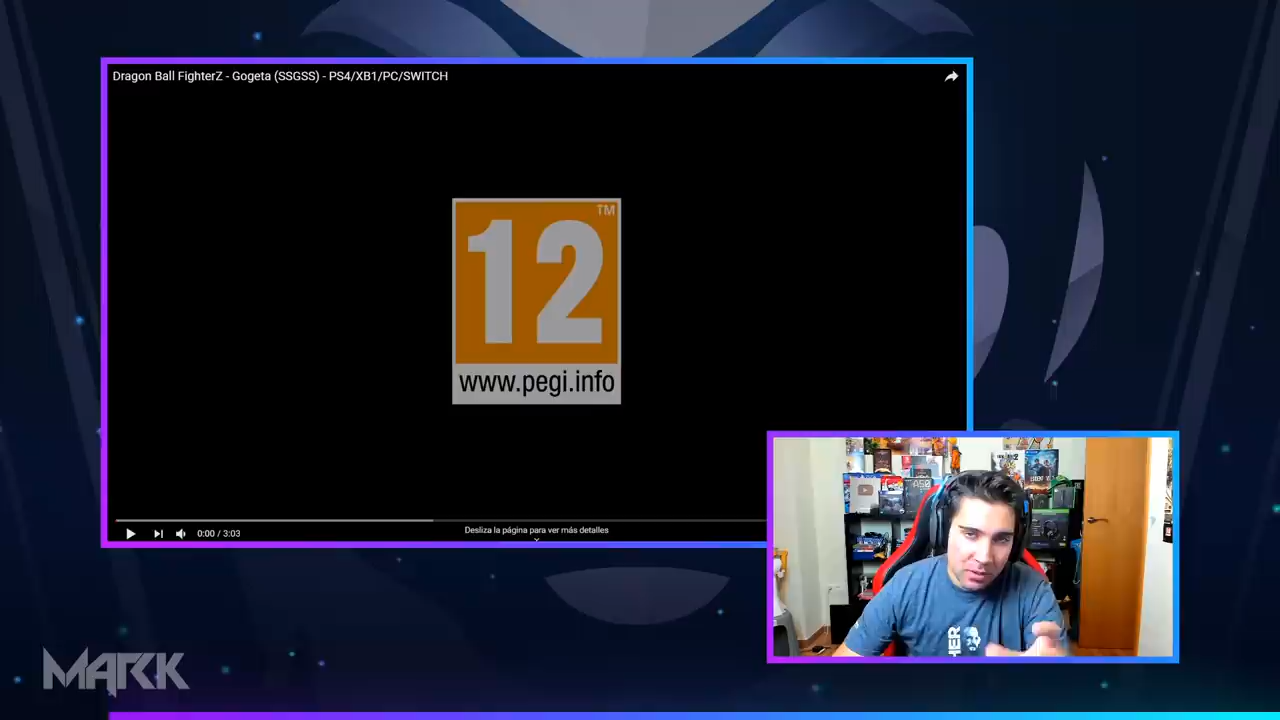 Dragon Ball FighterZ - Gogeta (SSGSS) - PS4/XB1/PC/SWITCH
12
TM
www.pegi.info
Desliza la página para ver más detalles
0:00 / 3:03
MARK